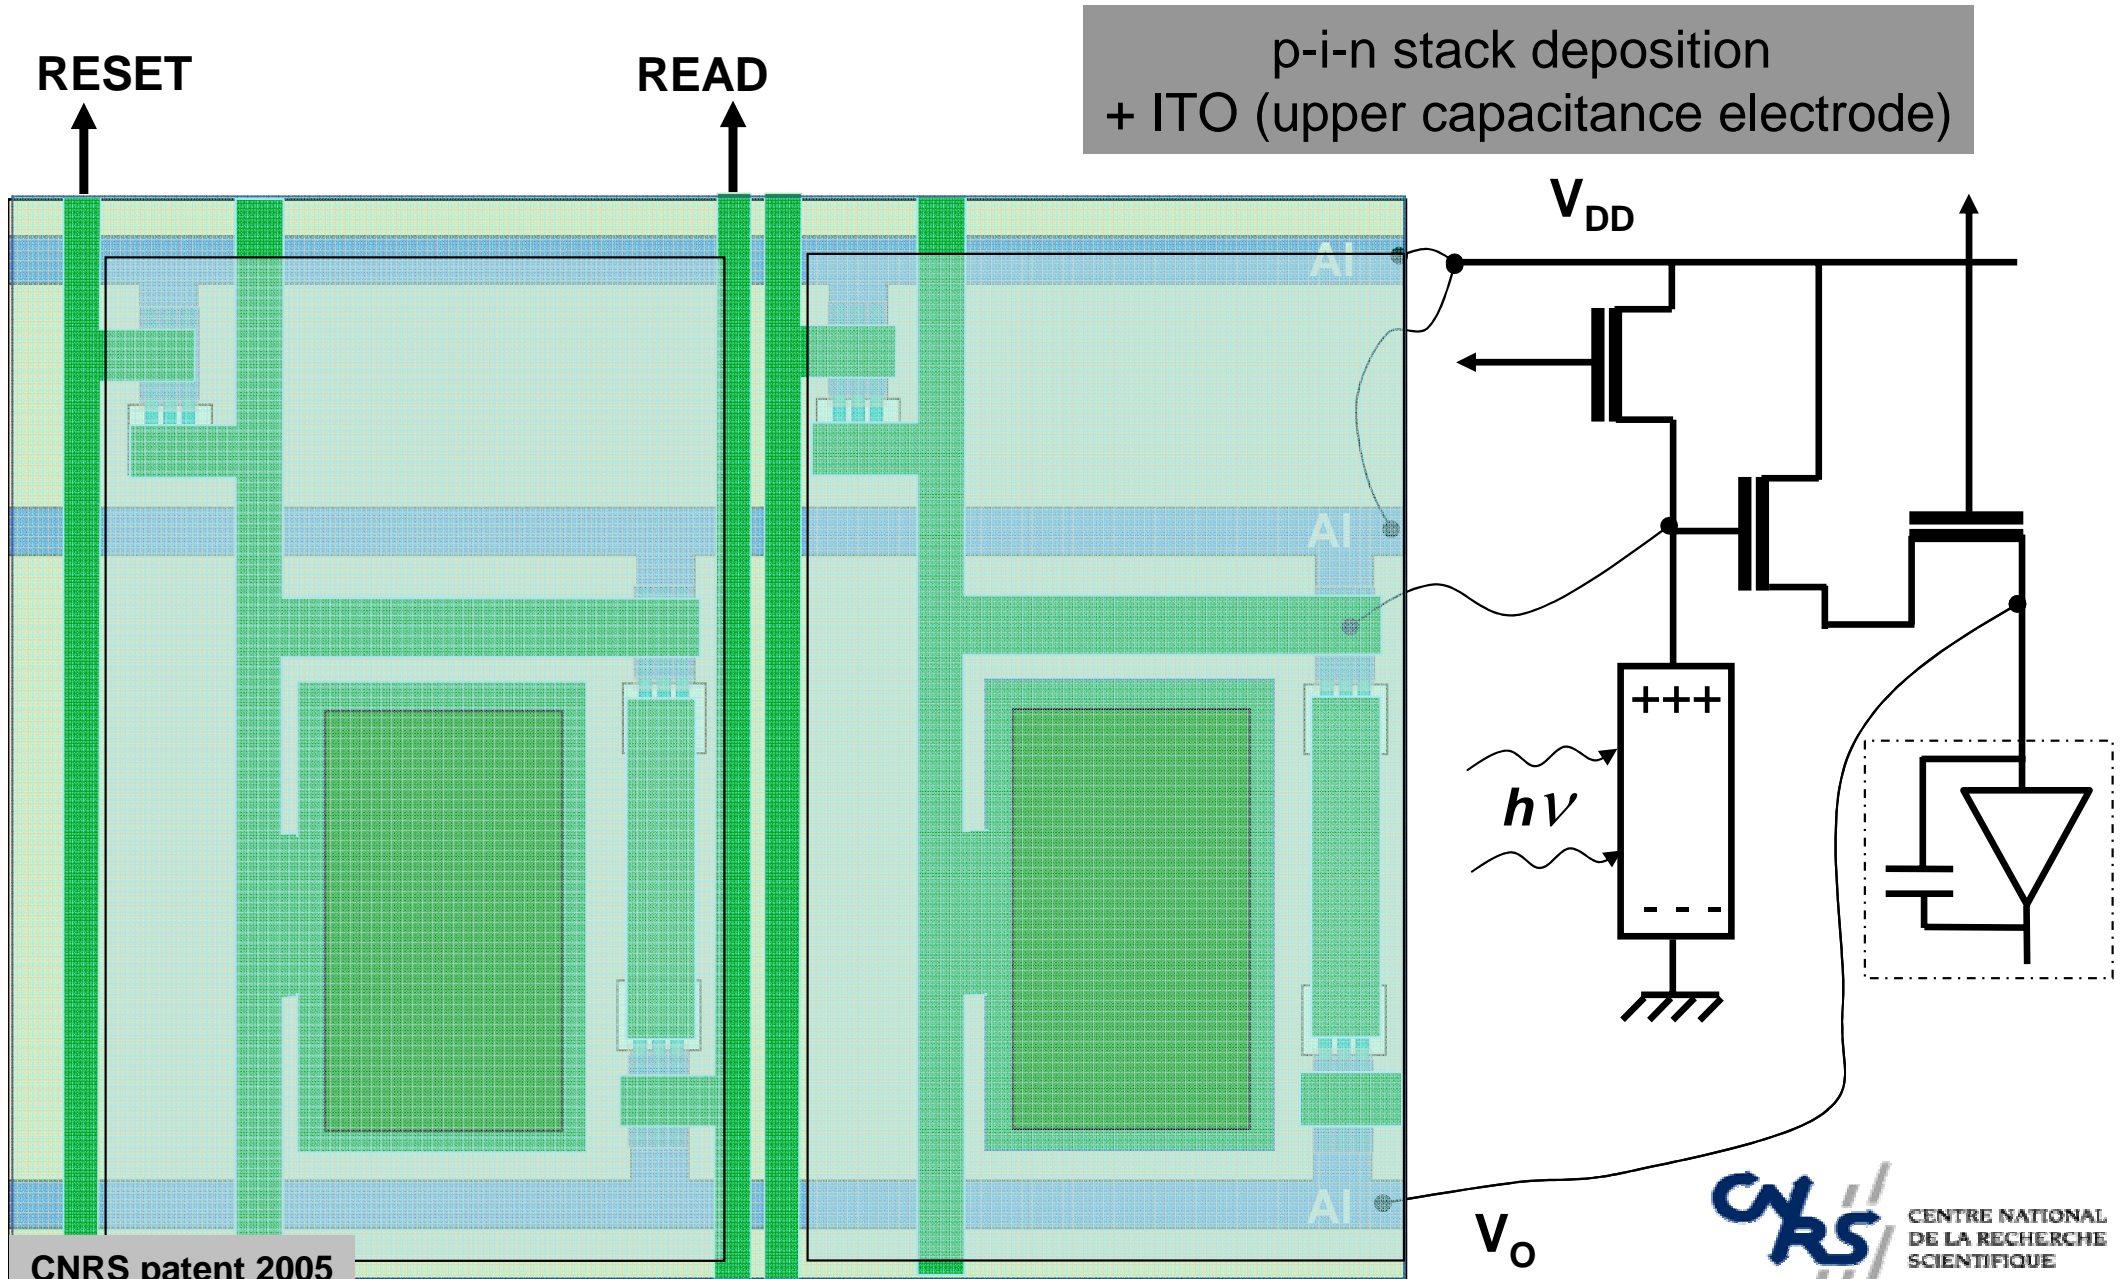 p-i-n stack deposition
+ ITO (upper capacitance electrode)
RESET
READ
VDD
Al
Al
+++
hν
- - -
Al
VO
CNRS patent 2005
CNRS
CENTRE NATIONAL
DE LA RECHERCHE
SCIENTIFIQUE